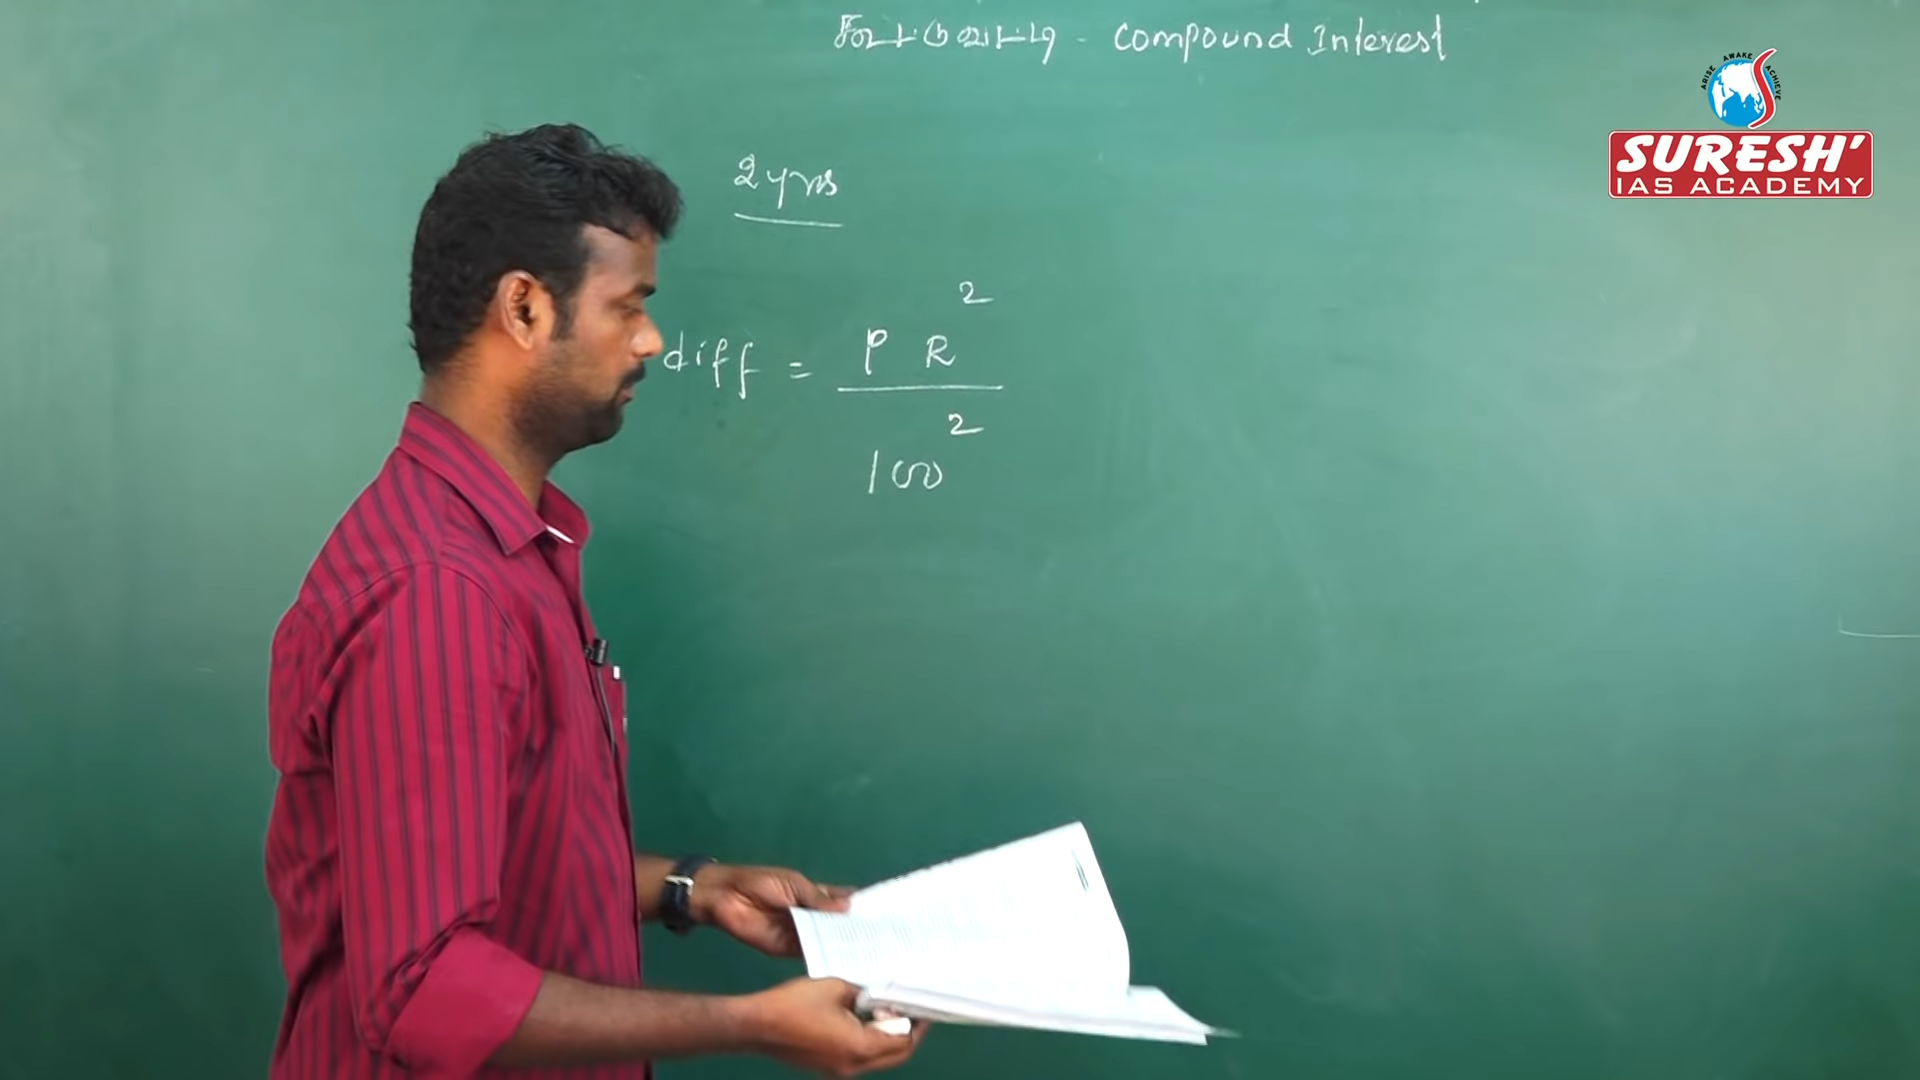 கூட்டுவட்டி - Compound Interest
ARISE AWAKE ACHIEVE
SURESH'
IAS ACADEMY
2 yrs
diff = P R²
100²